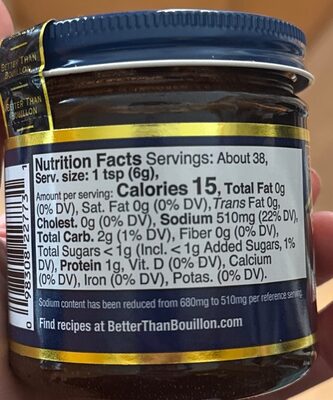 BETTER THAN
BOUILLON
BETTER THAN
BOUILLON
Nutrition Facts Servings: About 38,
Serv. size: 1 tsp (6g),
Amount per serving: Calories 15, Total Fat 0g
(0% DV), Sat. Fat 0g (0% DV), Trans Fat 0g,
Cholest. 0g (0% DV), Sodium 510mg (22% DV),
Total Carb. 2g (1% DV), Fiber 0g (0% DV),
Total Sugars < 1g (Incl. < 1g Added Sugars, 1%
DV), Protein 1g, Vit. D (0% DV), Calcium
(0% DV), Iron (0% DV), Potas. (0% DV).
Sodium content has been reduced from 680mg to 510mg per reference serving.
Find recipes at BetterThanBouillon.com